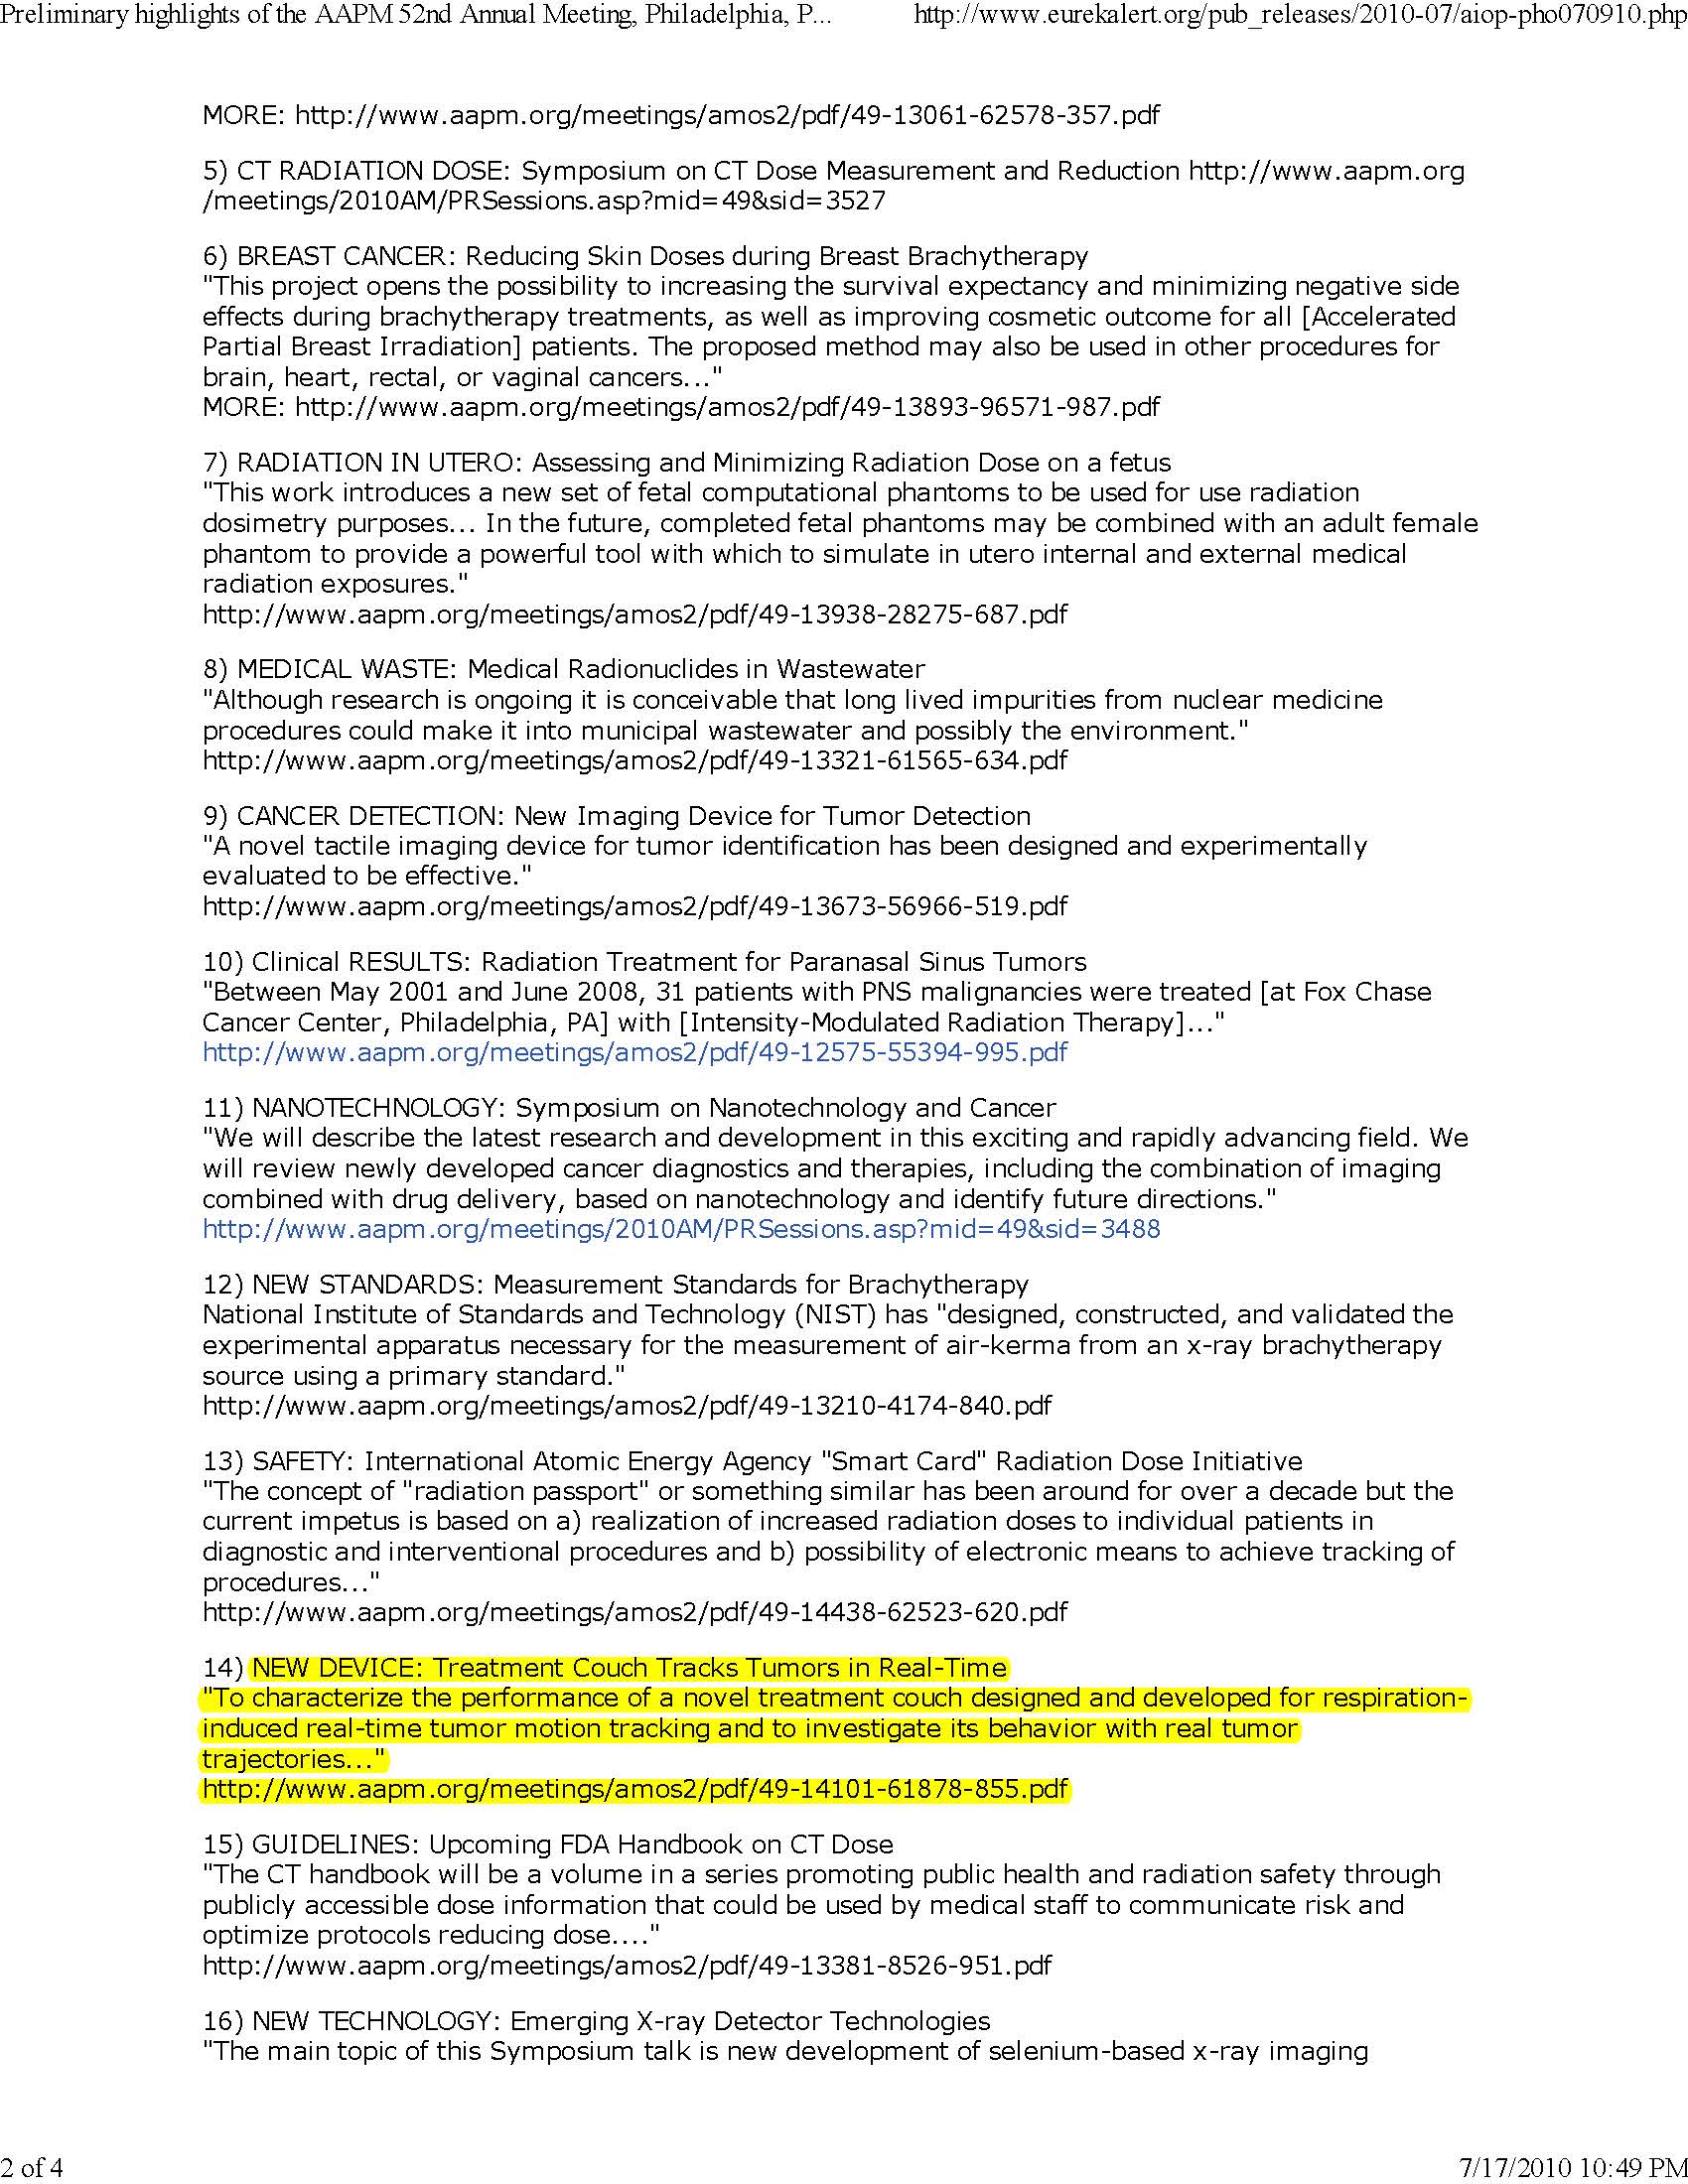 Preliminary highlights of the AAPM 52nd Annual Meeting, Philadelphia, P... http://www.eurekalert.org/pub_releases/2010-07/aiop-pho070910.php
MORE: http://www.aapm.org/meetings/amos2/pdf/49-13061-62578-357.pdf
5) CT RADIATION DOSE: Symposium on CT Dose Measurement and Reduction http://www.aapm.org
/meetings/2010AM/PRSessions.asp?mid=49&sid=3527
6) BREAST CANCER: Reducing Skin Doses during Breast Brachytherapy
"This project opens the possibility to increasing the survival expectancy and minimizing negative side
effects during brachytherapy treatments, as well as improving cosmetic outcome for all [Accelerated
Partial Breast Irradiation] patients. The proposed method may also be used in other procedures for
brain, heart, rectal, or vaginal cancers..."
MORE: http://www.aapm.org/meetings/amos2/pdf/49-13893-96571-987.pdf
7) RADIATION IN UTERO: Assessing and Minimizing Radiation Dose on a fetus
"This work introduces a new set of fetal computational phantoms to be used for use radiation
dosimetry purposes... In the future, completed fetal phantoms may be combined with an adult female
phantom to provide a powerful tool with which to simulate in utero internal and external medical
radiation exposures."
http://www.aapm.org/meetings/amos2/pdf/49-13938-28275-687.pdf
8) MEDICAL WASTE: Medical Radionuclides in Wastewater
"Although research is ongoing it is conceivable that long lived impurities from nuclear medicine
procedures could make it into municipal wastewater and possibly the environment."
http://www.aapm.org/meetings/amos2/pdf/49-13321-61565-634.pdf
9) CANCER DETECTION: New Imaging Device for Tumor Detection
"A novel tactile imaging device for tumor identification has been designed and experimentally
evaluated to be effective."
http://www.aapm.org/meetings/amos2/pdf/49-13673-56966-519.pdf
10) Clinical RESULTS: Radiation Treatment for Paranasal Sinus Tumors
"Between May 2001 and June 2008, 31 patients with PNS malignancies were treated [at Fox Chase
Cancer Center, Philadelphia, PA] with [Intensity-Modulated Radiation Therapy]..."
http://www.aapm.org/meetings/amos2/pdf/49-12575-55394-995.pdf
11) NANOTECHNOLOGY: Symposium on Nanotechnology and Cancer
"We will describe the latest research and development in this exciting and rapidly advancing field. We
will review newly developed cancer diagnostics and therapies, including the combination of imaging
combined with drug delivery, based on nanotechnology and identify future directions."
http://www.aapm.org/meetings/2010AM/PRSessions.asp?mid=49&sid=3488
12) NEW STANDARDS: Measurement Standards for Brachytherapy
National Institute of Standards and Technology (NIST) has "designed, constructed, and validated the
experimental apparatus necessary for the measurement of air-kerma from an x-ray brachytherapy
source using a primary standard."
http://www.aapm.org/meetings/amos2/pdf/49-13210-4174-840.pdf
13) SAFETY: International Atomic Energy Agency "Smart Card" Radiation Dose Initiative
"The concept of "radiation passport" or something similar has been around for over a decade but the
current impetus is based on a) realization of increased radiation doses to individual patients in
diagnostic and interventional procedures and b) possibility of electronic means to achieve tracking of
procedures..."
http://www.aapm.org/meetings/amos2/pdf/49-14438-62523-620.pdf
14) NEW DEVICE: Treatment Couch Tracks Tumors in Real-Time
"To characterize the performance of a novel treatment couch designed and developed for respiration-
induced real-time tumor motion tracking and to investigate its behavior with real tumor
trajectories..."
http://www.aapm.org/meetings/amos2/pdf/49-14101-61878-855.pdf
15) GUIDELINES: Upcoming FDA Handbook on CT Dose
"The CT handbook will be a volume in a series promoting public health and radiation safety through
publicly accessible dose information that could be used by medical staff to communicate risk and
optimize protocols reducing dose...."
http://www.aapm.org/meetings/amos2/pdf/49-13381-8526-951.pdf
16) NEW TECHNOLOGY: Emerging X-ray Detector Technologies
"The main topic of this Symposium talk is new development of selenium-based x-ray imaging
2 of 4 7/17/2010 10:49 PM